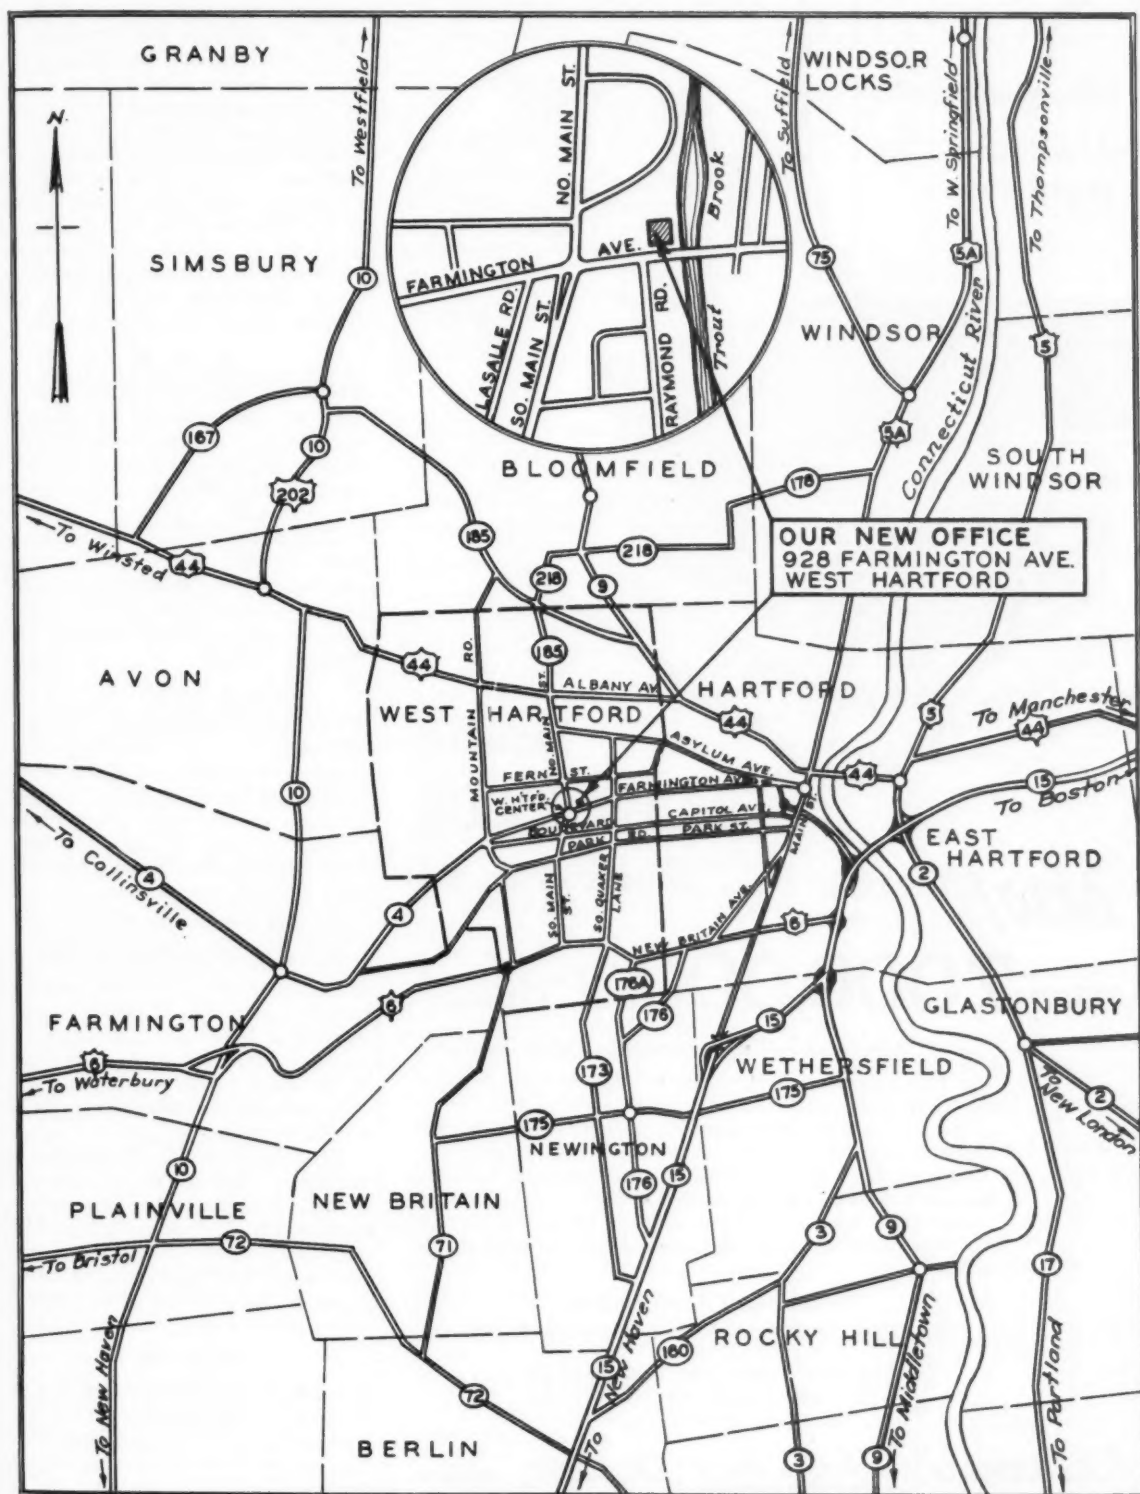 GRANBY
To Westfield
NO. MAIN ST.
Brook
To Suffield
WINDSOR
LOCKS
To W. Springfield
To Thompsonville
N
SIMSBURY
10
FARMINGTON AVE.
LASALLE RD.
SO. MAIN ST.
RAYMOND RD.
Trout
75
5A
WINDSOR
5
Connecticut River
167
10
202
5A
BLOOMFIELD
SOUTH
WINDSOR
178
To Winsted
44
185
218
218
9
OUR NEW OFFICE
928 FARMINGTON AVE.
WEST HARTFORD
AVON
44
185
MOUNTAIN RD.
NO. MAIN ST.
ALBANY AV.
HARTFORD
WEST HARTFORD
44
5
To Manchester
44
ASYLUM AVE.
44
15
To Boston
10
FERN ST.
W. HTF'D.
CENTER
FARMINGTON AVE.
BOULEVARD
CAPITOL AVE.
PARK RD.
PARK ST.
MAIN ST.
EAST
HARTFORD
2
To Collinsville
4
4
SO. MAIN ST.
SO. QUAKER LANE
NEW BRITAIN AVE.
6
176A
176
GLASTONBURY
FARMINGTON
6
6
To Waterbury
15
WETHERSFIELD
173
175
175
NEWINGTON
To
New London
2
10
176
15
PLAINVILLE
NEW BRITAIN
72
To Bristol
71
3
9
17
ROCKY HILL
160
15
To New Haven
To New Haven
72
BERLIN
3
9
To Middletown
To Portland